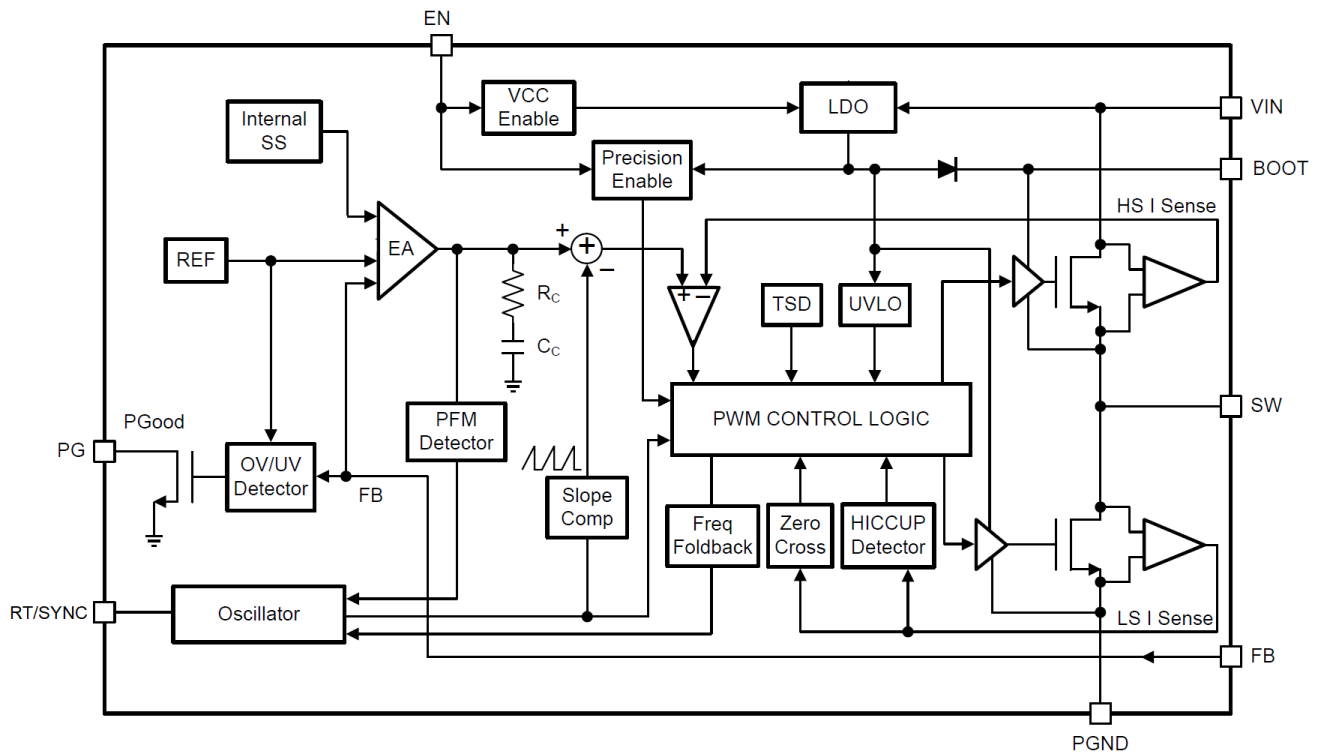 EN
VCC
Enable
LDO
VIN
Internal
SS
Precision
Enable
BOOT
HS I Sense
EA
+
+
−
REF
RC
CC
+
−
TSD
UVLO
PWM CONTROL LOGIC
SW
PGood
PG
OV/UV
Detector
FB
PFM
Detector
Slope
Comp
Freq
Foldback
Zero
Cross
HICCUP
Detector
RT/SYNC
Oscillator
LS I Sense
FB
PGND